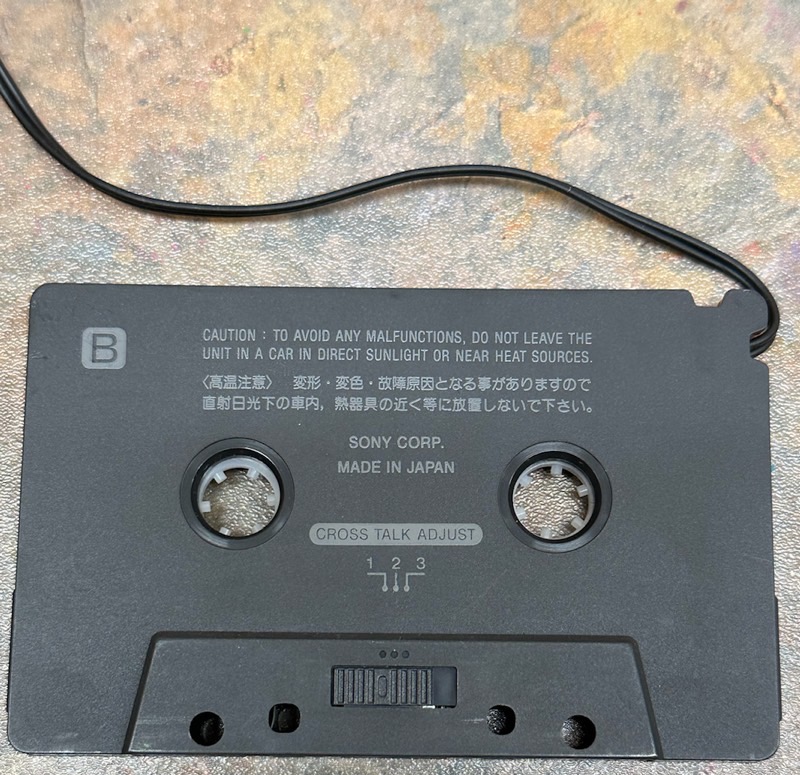 B
CAUTION : TO AVOID ANY MALFUNCTIONS, DO NOT LEAVE THE
UNIT IN A CAR IN DIRECT SUNLIGHT OR NEAR HEAT SOURCES.
〈高温注意〉 変形・変色・故障原因となる事がありますので
直射日光下の車内，熱器具の近く等に放置しないで下さい。
SONY CORP.
MADE IN JAPAN
CROSS TALK ADJUST
1 2 3